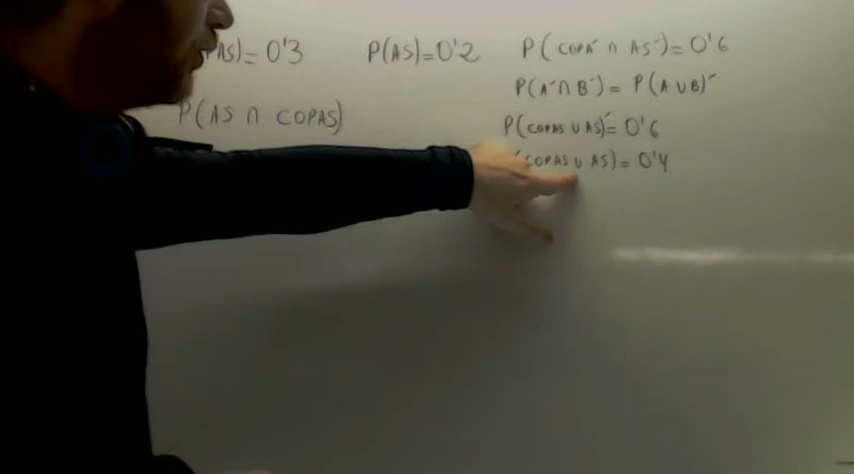 PAS)= 0'3 P(AS)=0'2 P( COPA´ ∩ AS´)= 0'6
P(A´∩ B´)= P(A ∪ B)´
P(AS ∩ COPAS)
P(COPAS ∪ AS)´= 0'6
(COPAS ∪ AS)= 0'4